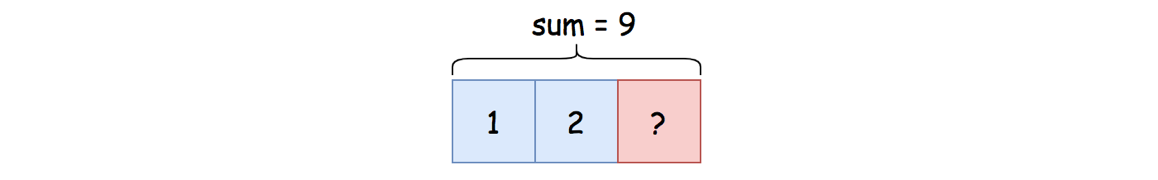 sum = 9
1 2 ?